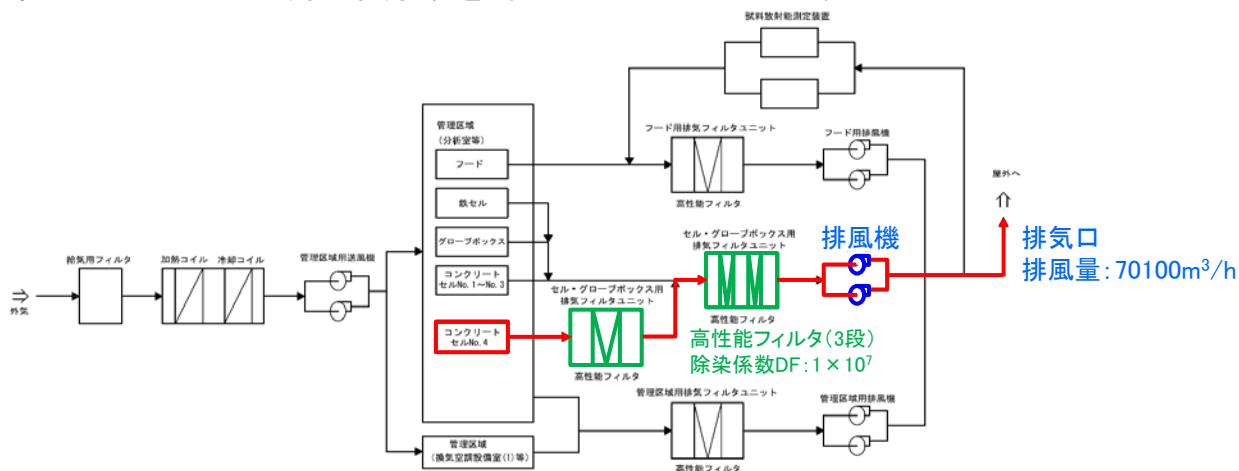 試料放射能測定装置
管理区域
(分析室等)
フード
鉄セル
グローブボックス
コンクリート
セルNo. 1～No. 3
コンクリート
セルNo. 4
管理区域
(換気空調設備室(1)等)
給気用フィルタ
加熱コイル 冷却コイル
管理区域用送風機
外気
フード用排気フィルタユニット
高性能フィルタ
フード用排風機
セル・グローブボックス用
排気フィルタユニット
高性能フィルタ
セル・グローブボックス用
排気フィルタユニット
高性能フィルタ
高性能フィルタ(3段)
除染係数DF:1×10⁷
排風機
屋外へ
排気口
排風量:70100m³/h
管理区域用排気フィルタユニット
高性能フィルタ
管理区域用排風機